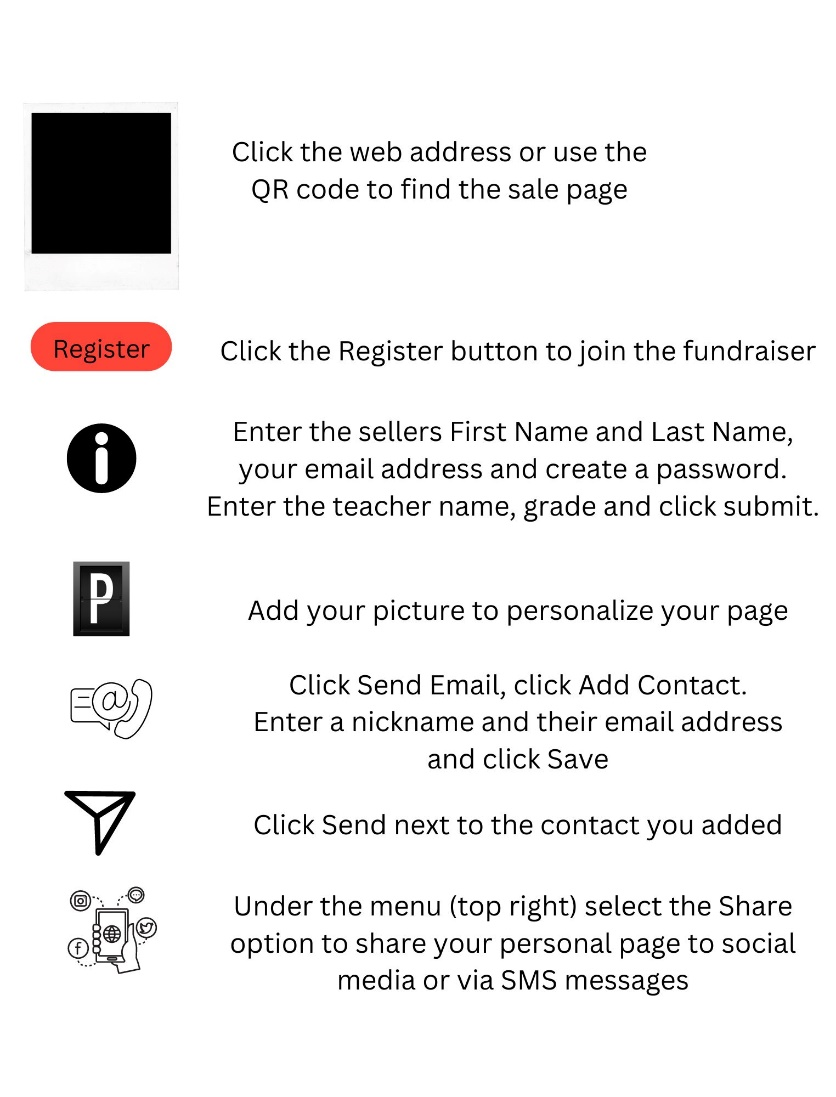 Click the web address or use the
QR code to find the sale page
Register
Click the Register button to join the fundraiser
Enter the sellers First Name and Last Name,
your email address and create a password.
Enter the teacher name, grade and click submit.
P
Add your picture to personalize your page
@
Click Send Email, click Add Contact.
Enter a nickname and their email address
and click Save
Click Send next to the contact you added
Under the menu (top right) select the Share
option to share your personal page to social
media or via SMS messages